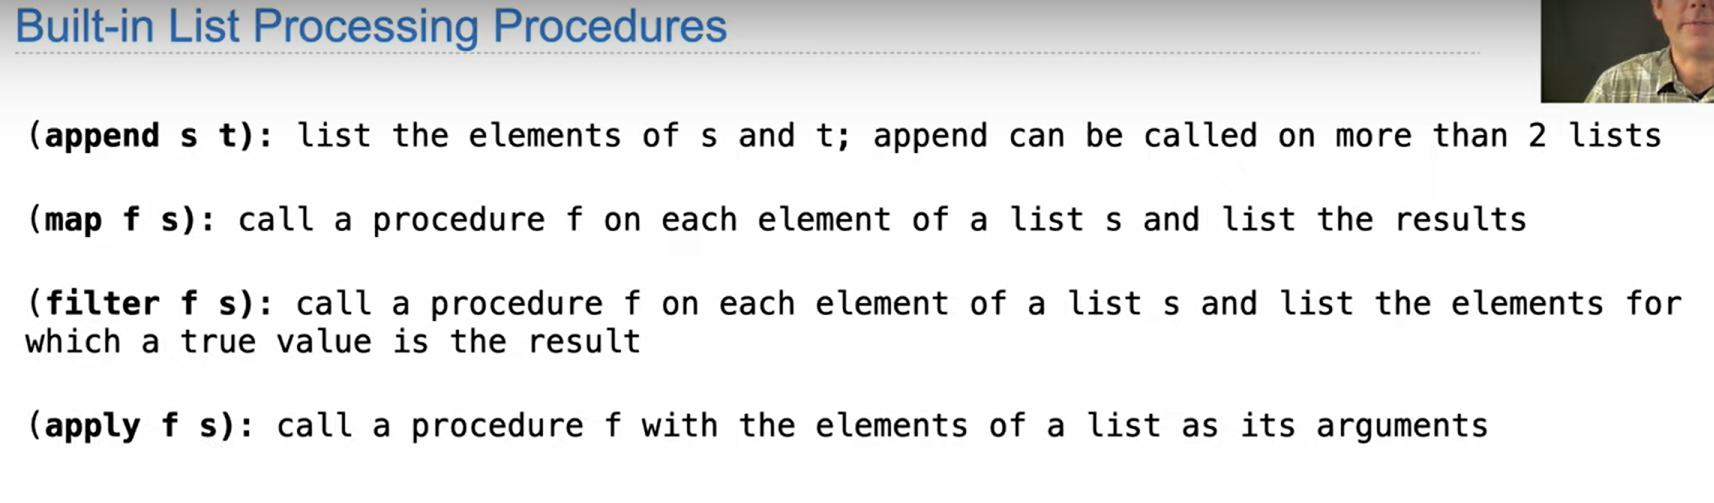 Built-in List Processing Procedures
(append s t): list the elements of s and t; append can be called on more than 2 lists
(map f s): call a procedure f on each element of a list s and list the results
(filter f s): call a procedure f on each element of a list s and list the elements for
which a true value is the result
(apply f s): call a procedure f with the elements of a list as its arguments